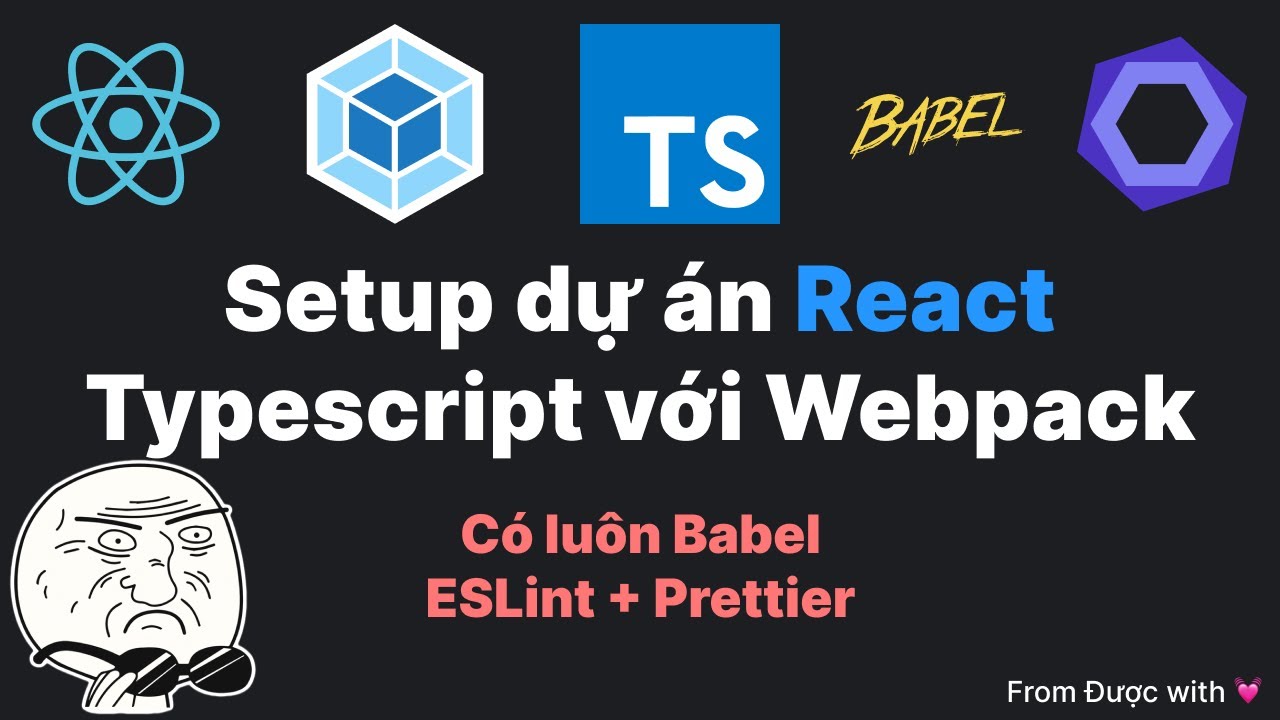 TS
BABEL
Setup dự án React
Typescript với Webpack
Có luôn Babel
ESLint + Prettier
From Được with 💓